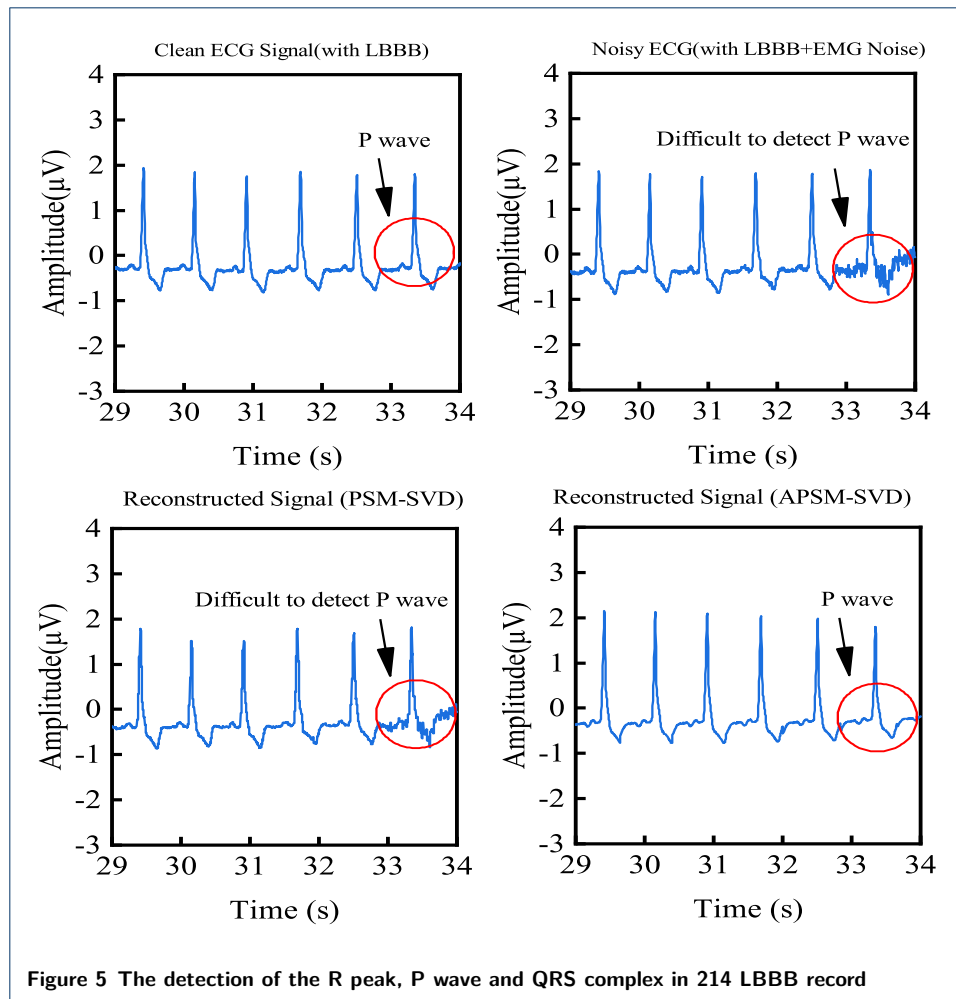 Clean ECG Signal(with LBBB)
4
3
2
1
0
-1
-2
-3
Amplitude(μV)
P wave
29 30 31 32 33 34
Time (s)
Noisy ECG(with LBBB+EMG Noise)
4
3
2
1
0
-1
-2
-3
Amplitude(μV)
Difficult to detect P wave
29 30 31 32 33 34
Time (s)
Reconstructed Signal (PSM-SVD)
4
3
2
1
0
-1
-2
-3
Amplitude(μV)
Difficult to detect P wave
29 30 31 32 33 34
Time (s)
Reconstructed Signal (APSM-SVD)
4
3
2
1
0
-1
-2
-3
Amplitude(μV)
P wave
29 30 31 32 33 34
Time (s)
Figure 5 The detection of the R peak, P wave and QRS complex in 214 LBBB record